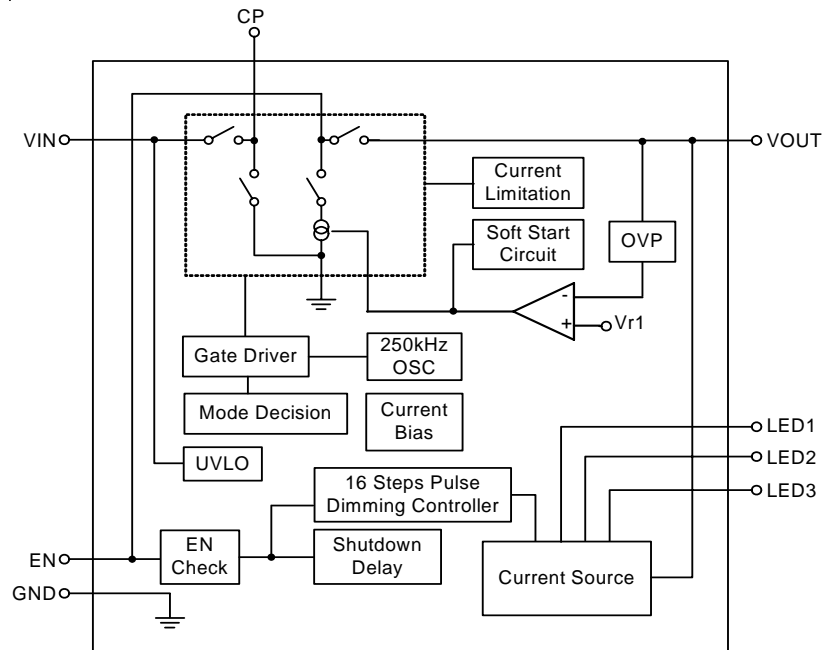 CP
VIN
VOUT
Current
Limitation
Soft Start
Circuit
OVP
-
+
Vr1
Gate Driver
250kHz
OSC
Mode Decision
Current
Bias
UVLO
LED1
LED2
LED3
16 Steps Pulse
Dimming Controller
EN
EN
Check
Shutdown
Delay
Current Source
GND